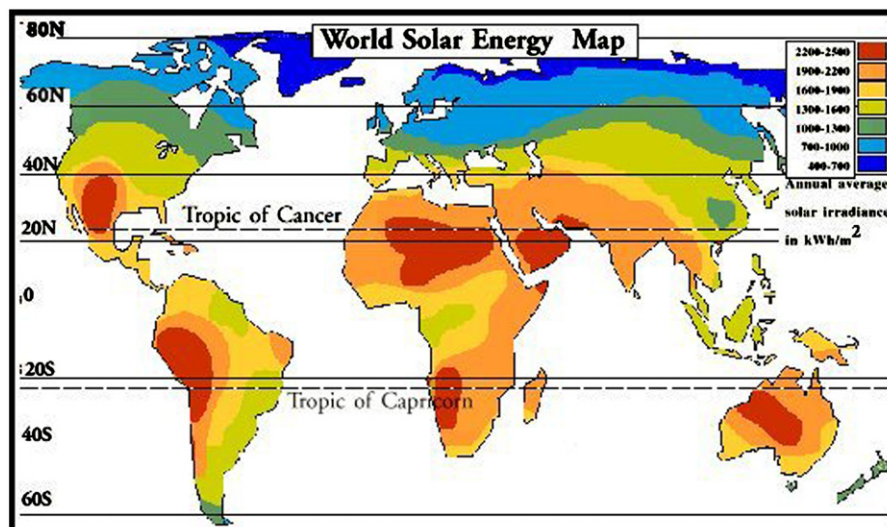 80N
World Solar Energy Map
2200-2500
1900-2200
1600-1900
1300-1600
1000-1300
700-1000
400-700
60N
40N
Annual average
solar irradiance
in kWh/m2
Tropic of Cancer
20N
0
20S
Tropic of Capricorn
40S
60S